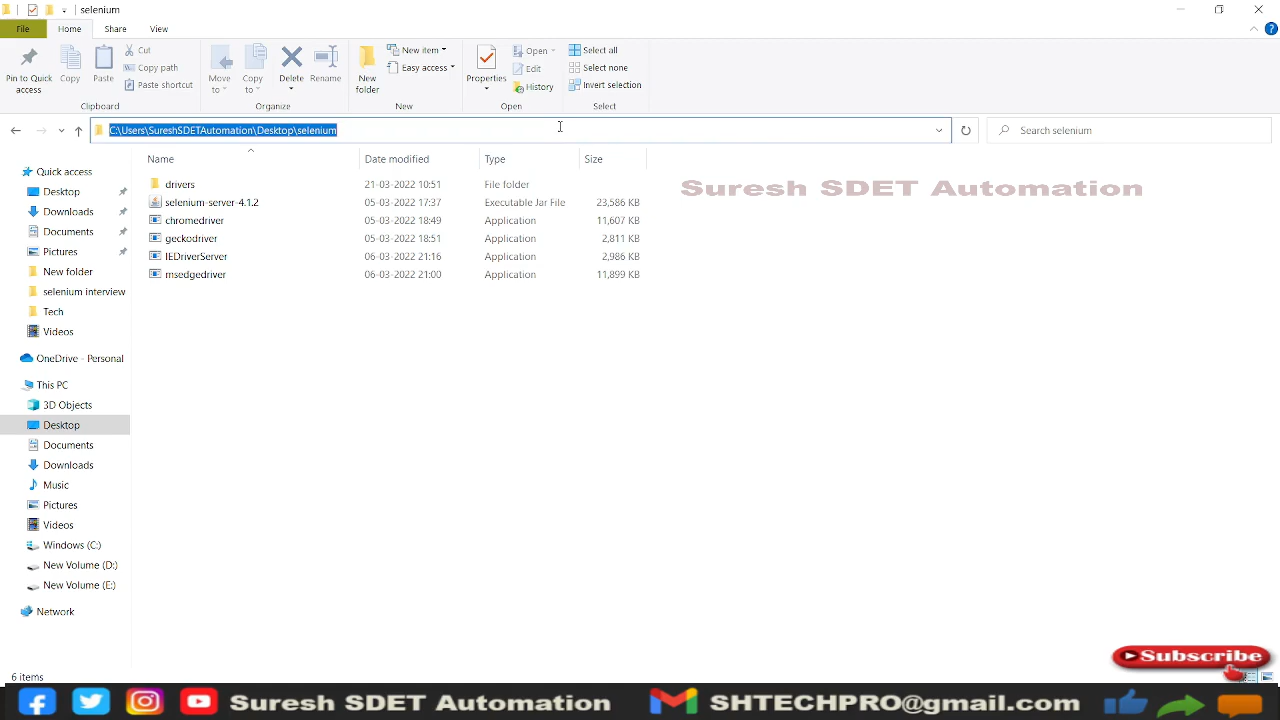 selenium
File Home Share View
Pin to Quick access
Copy
Paste
Cut
Copy path
Paste shortcut
Clipboard
Move to
Copy to
Delete
Rename
Organize
New folder
New item
Easy access
New
Properties
Open
Edit
History
Open
Select all
Select none
Invert selection
Select
C:\Users\SureshSDETAutomation\Desktop\selenium
Search selenium
Name Date modified Type Size
drivers 21-03-2022 10:51 File folder
selenium-server-4.1.2 05-03-2022 17:37 Executable Jar File 23,586 KB
chromedriver 05-03-2022 18:49 Application 11,607 KB
geckodriver 05-03-2022 18:51 Application 2,811 KB
IEDriverServer 06-03-2022 21:16 Application 2,986 KB
msedgedriver 06-03-2022 21:00 Application 11,899 KB
Suresh SDET Automation
Quick access
Desktop
Downloads
Documents
Pictures
New folder
selenium interview
Tech
Videos
OneDrive - Personal
This PC
3D Objects
Desktop
Documents
Downloads
Music
Pictures
Videos
Windows (C:)
New Volume (D:)
New Volume (E:)
Network
6 items
Subscribe
Suresh SDET Automation
SHTECHPRO@gmail.com